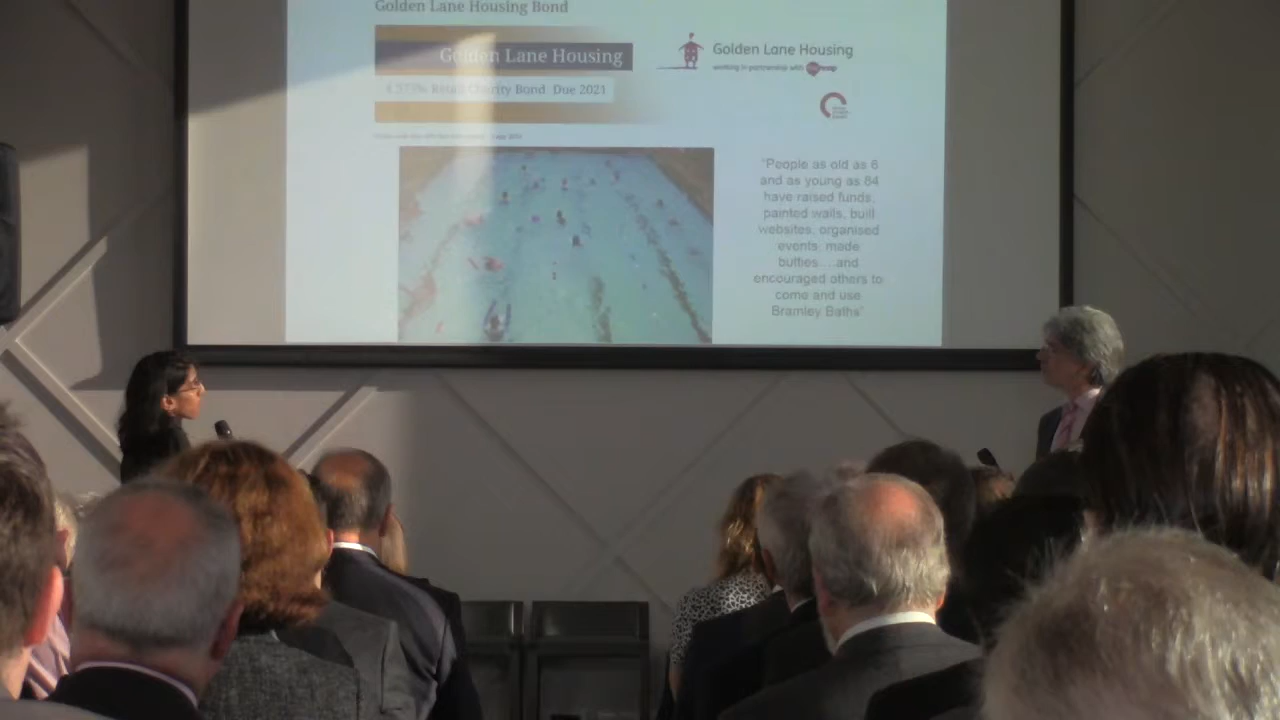 Golden Lane Housing Bond
Golden Lane Housing
4.375% Retail Charity Bond Due 2021
Golden Lane Housing
working in partnership with
"People as old as 6
and as young as 84
have raised funds,
painted walls, built
websites, organised
events, made
butties....and
encouraged others to
come and use
Bramley Baths"